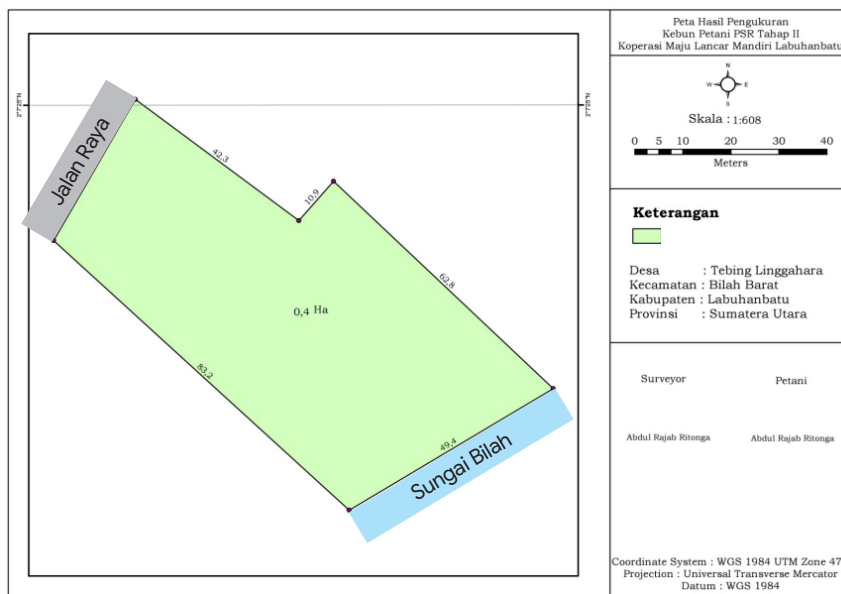 Peta Hasil Pengukuran
Kebun Petani PSR Tahap II
Koperasi Maju Lancar Mandiri Labuhanbatu
N
W E
S
Skala : 1:608
0 5 10 20 30 40
Meters
Keterangan
Desa : Tebing Linggahara
Kecamatan : Bilah Barat
Kabupaten : Labuhanbatu
Provinsi : Sumatera Utara
Surveyor Petani
Abdul Rajab Ritonga Abdul Rajab Ritonga
Coordinate System : WGS 1984 UTM Zone 47
Projection : Universal Transverse Mercator
Datum : WGS 1984
Jalan Raya
42,3
10,9
62,8
0,4 Ha
83,2
49,4
Sungai Bilah